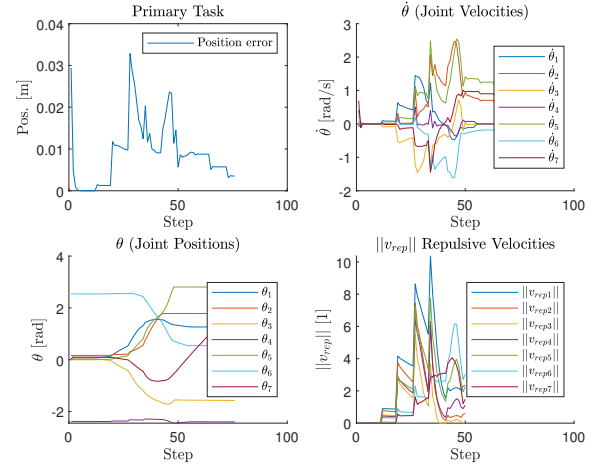 Primary Task
0.04
0.03
0.02
0.01
0
0
50
100
Pos. [m]
Step
Position error
θ̇ (Joint Velocities)
3
2
1
0
-1
-2
0
50
100
θ̇ [rad/s]
Step
θ̇1
θ̇2
θ̇3
θ̇4
θ̇5
θ̇6
θ̇7
θ (Joint Positions)
4
2
0
-2
0
50
100
θ [rad]
Step
θ1
θ2
θ3
θ4
θ5
θ6
θ7
||vrep|| Repulsive Velocities
10
8
6
4
2
0
0
50
100
||vrep|| [1]
Step
||vrep1||
||vrep2||
||vrep3||
||vrep4||
||vrep5||
||vrep6||
||vrep7||